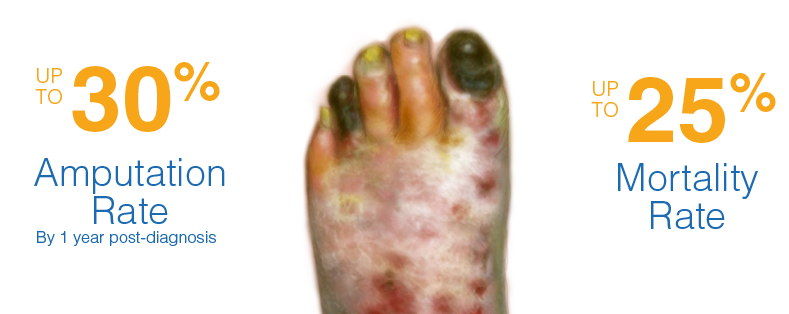 UP
TO 30%
Amputation
Rate
By 1 year post-diagnosis
UP
TO 25%
Mortality
Rate